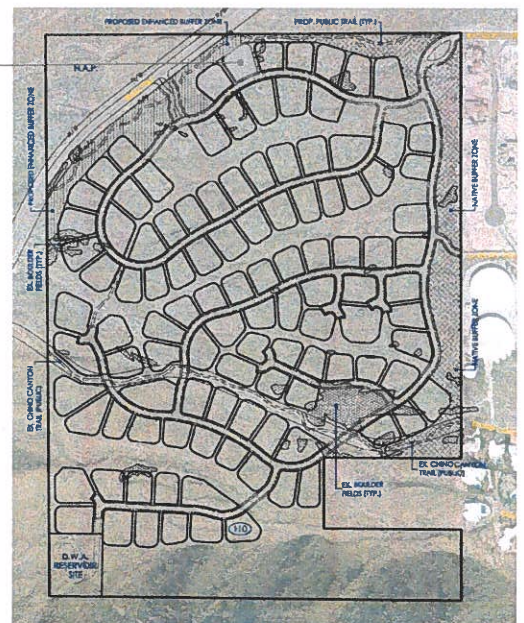 PROPOSED ENHANCED BUFFER ZONE
PROP. PUBLIC TRAIL (TYP.)
N.A.P.
PROPOSED ENHANCED BUFFER ZONE
NATIVE BUFFER ZONE
EX. BOULDER
FIELDS (TYP.)
NATIVE BUFFER ZONE
EX. CHINO CANYON
TRAIL (PUBLIC)
EX. CHINO CANYON
TRAIL (PUBLIC)
EX. BOULDER
FIELDS (TYP.)
110
D.W.A.
RESERVOIR
SITE